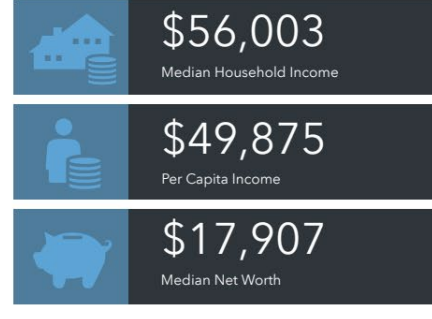 $56,003
Median Household Income
$49,875
Per Capita Income
$17,907
Median Net Worth